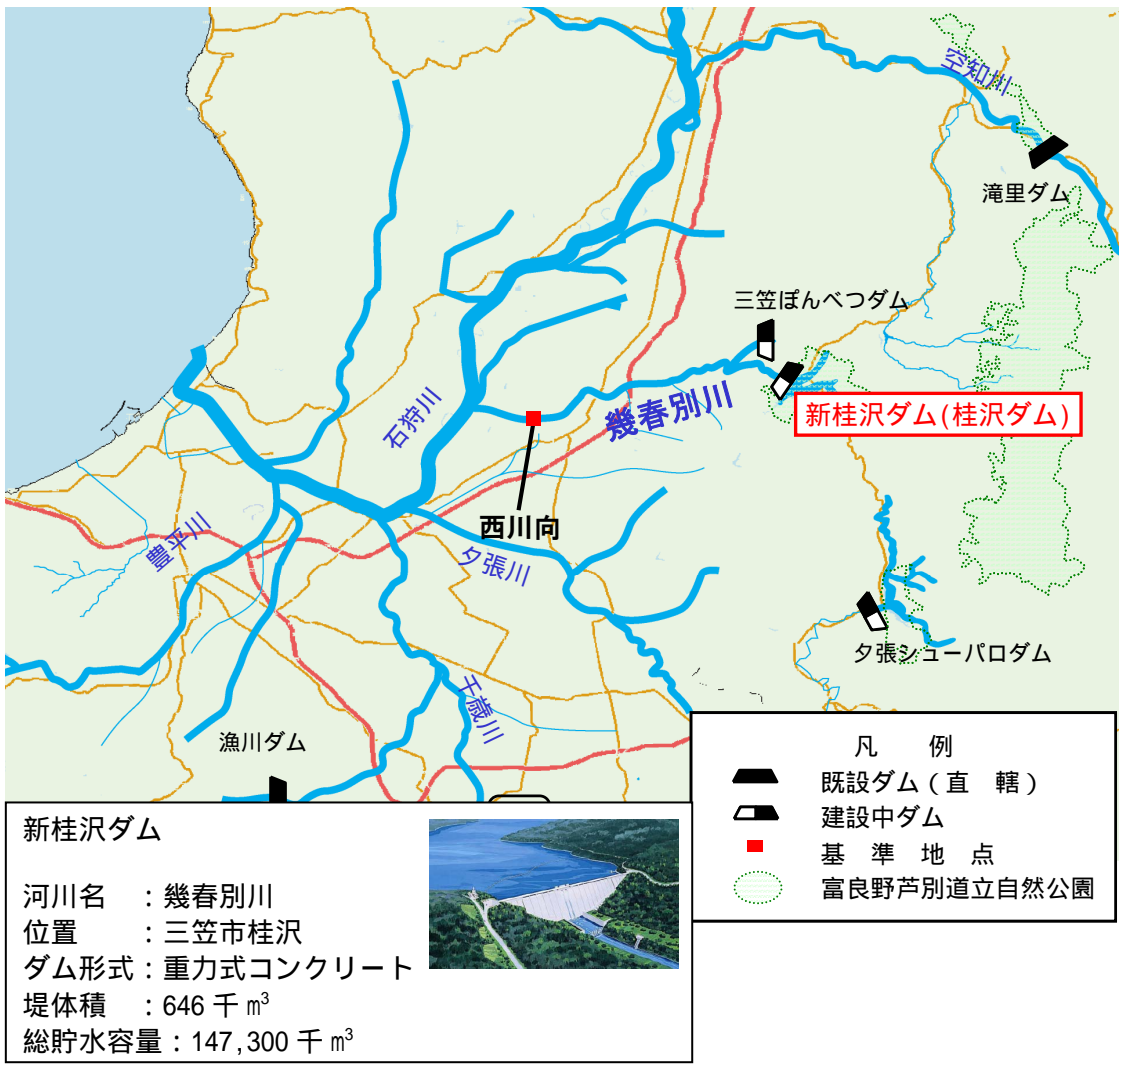 空知川
滝里ダム
三笠ぽんべつダム
幾春別川
新桂沢ダム(桂沢ダム)
石狩川
西川向
豊平川
夕張川
夕張シューパロダム
千歳川
漁川ダム
凡 例
既設ダム(直 轄)
建設中ダム
基 準 地 点
富良野芦別道立自然公園
新桂沢ダム
河川名 :幾春別川
位置 :三笠市桂沢
ダム形式:重力式コンクリート
堤体積 :646千㎥
総貯水容量:147,300千㎥